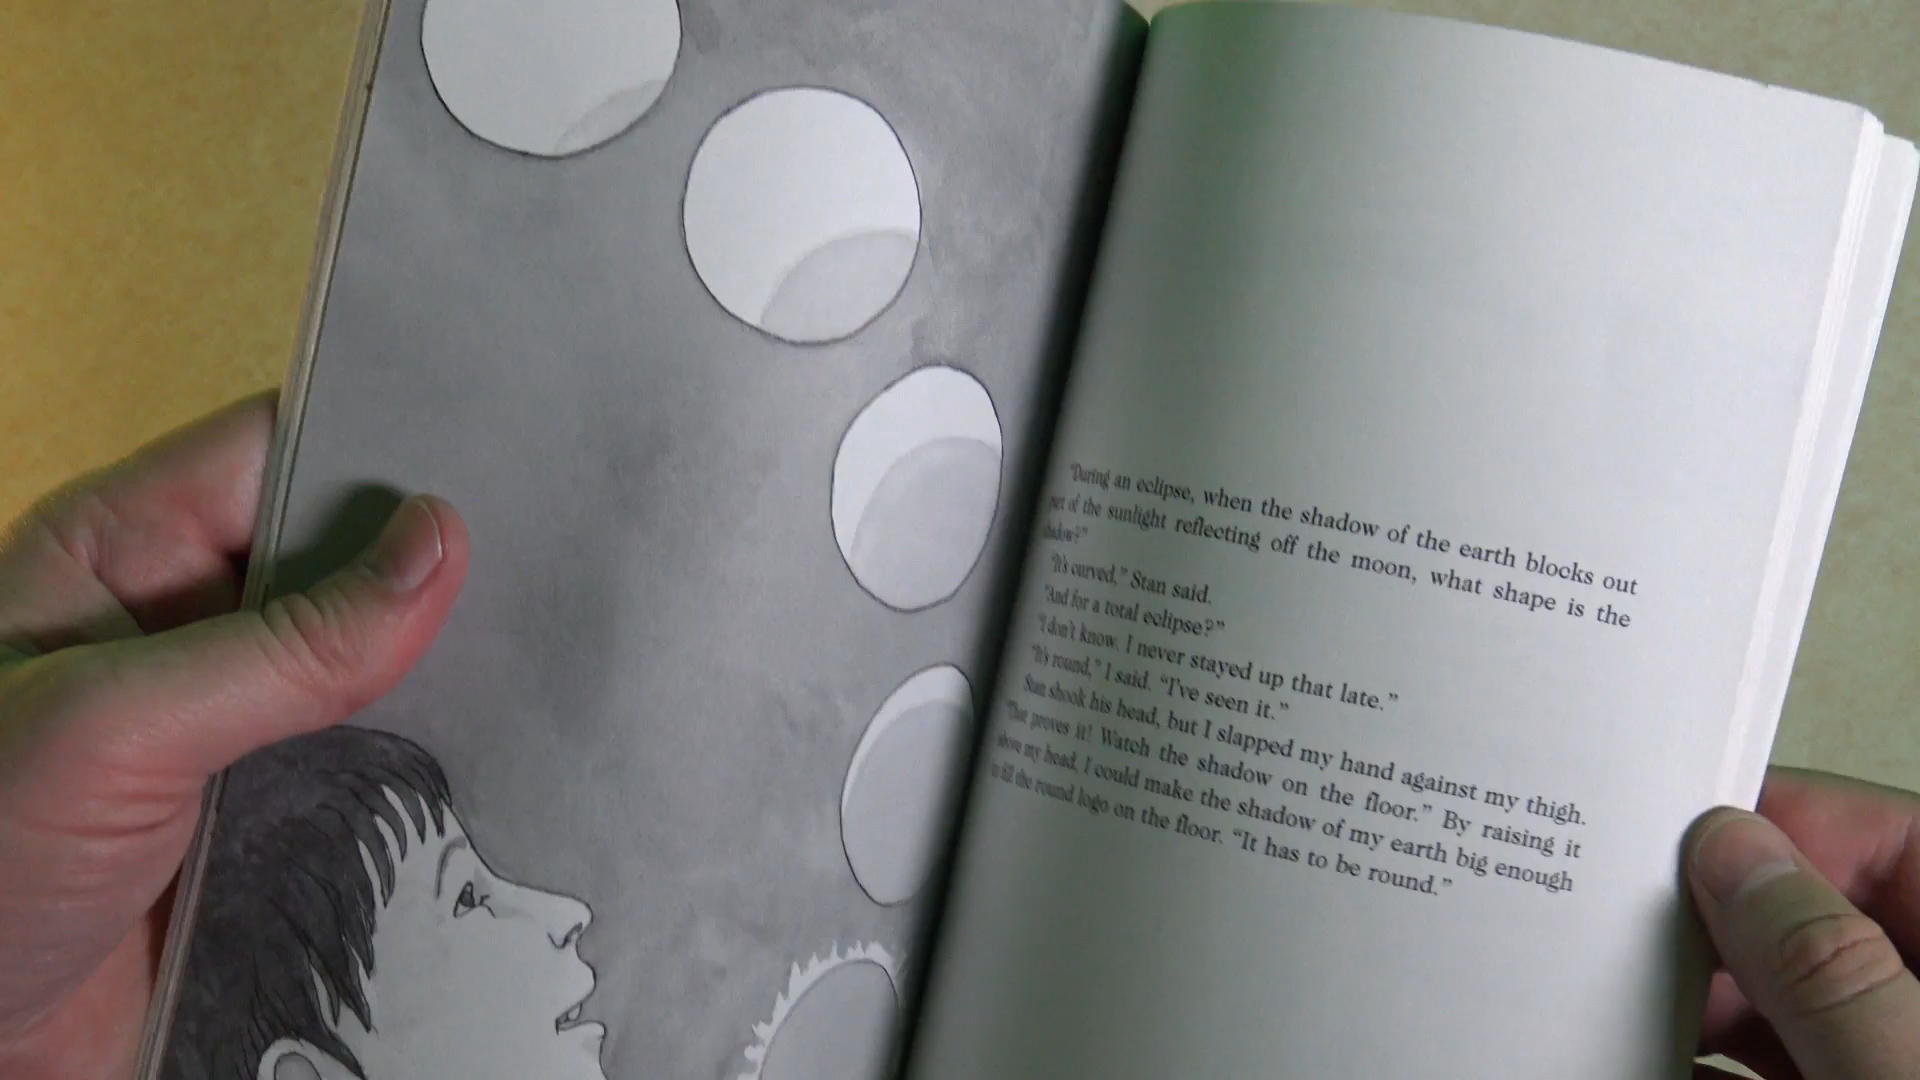 "During an eclipse, when the shadow of the earth blocks out
part of the sunlight reflecting off the moon, what shape is the
shadow?"
"It's curved," Stan said.
"And for a total eclipse?"
"I don't know. I never stayed up that late."
"It's round," I said. "I've seen it."
Stan shook his head, but I slapped my hand against my thigh.
"That proves it! Watch the shadow on the floor." By raising it
above my head, I could make the shadow of my earth big enough
to fill the round logo on the floor. "It has to be round."